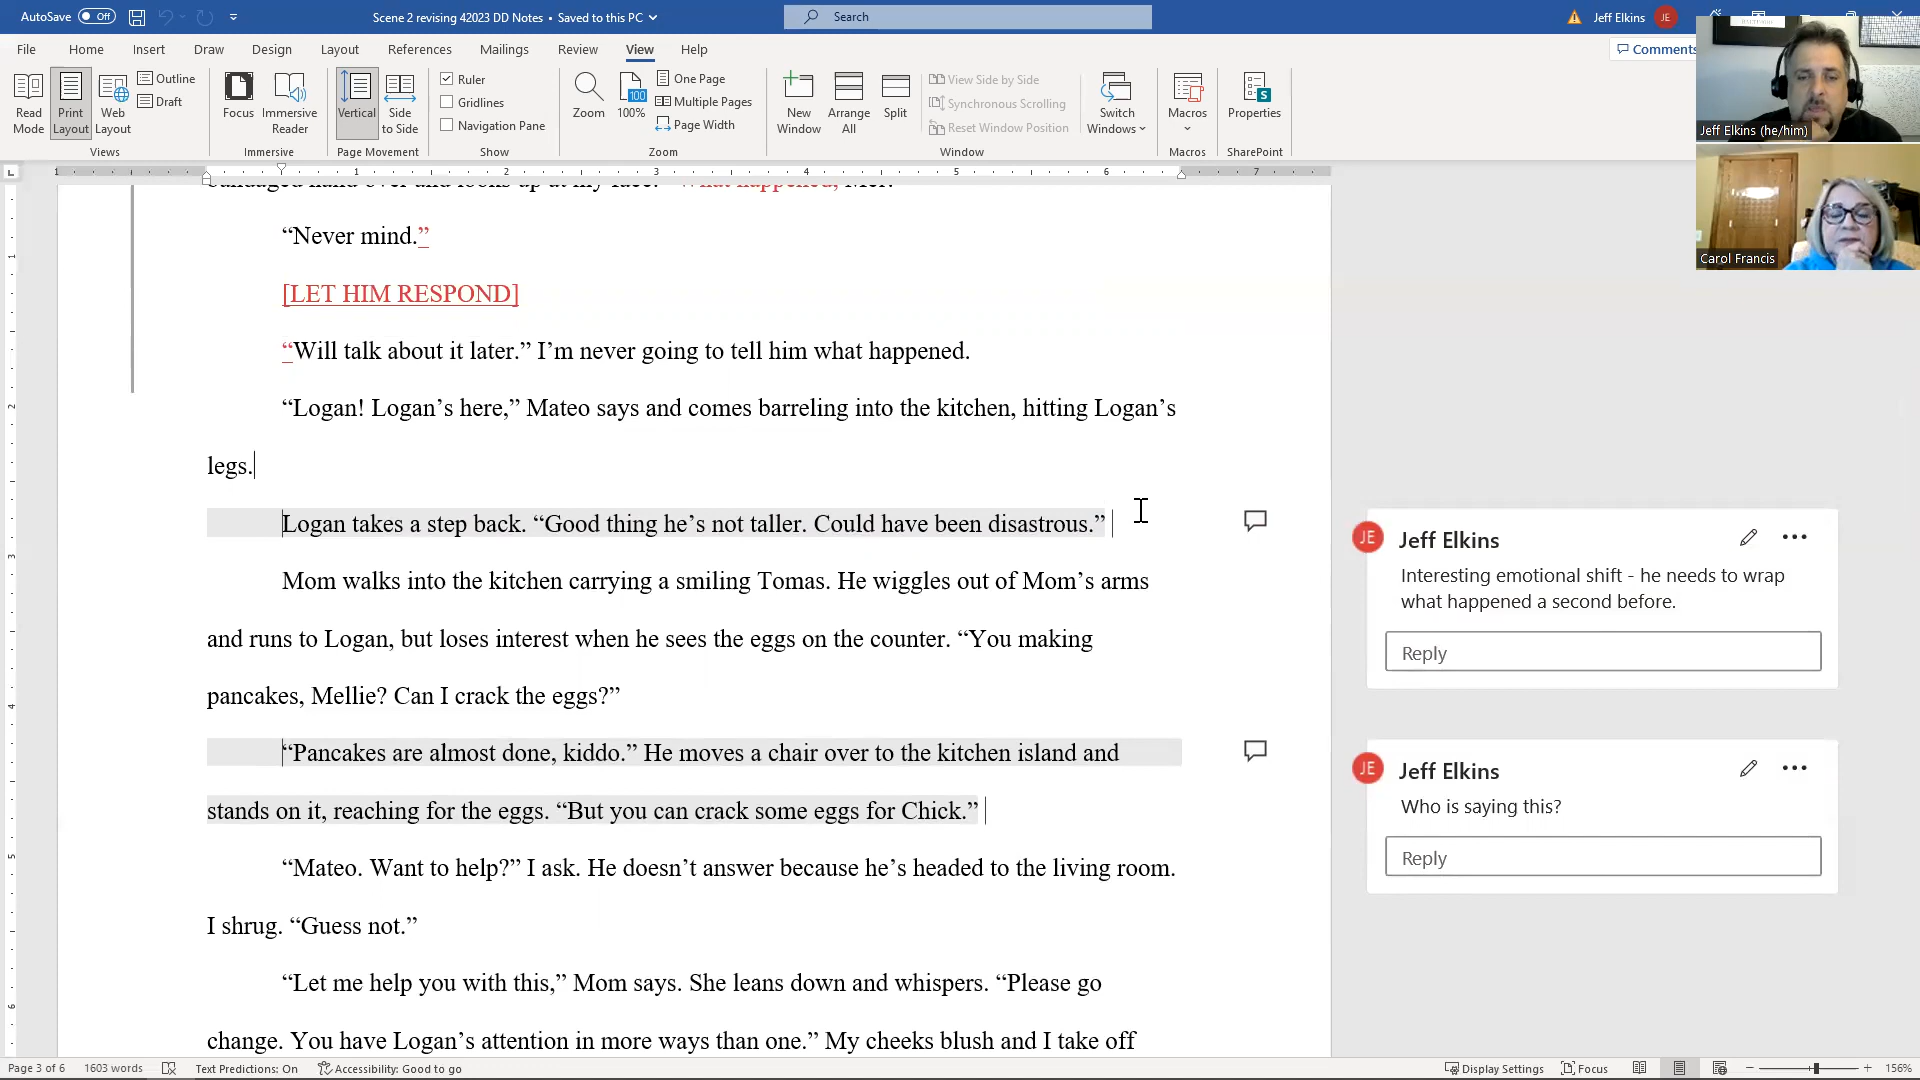 AutoSave Off Scene 2 revising 42023 DD Notes • Saved to this PC Search Jeff Elkins JE
File Home Insert Draw Design Layout References Mailings Review View Help Comments
Read Mode
Print Layout
Web Layout
Outline
Draft
Views
Focus
Immersive Reader
Immersive
Vertical
Side to Side
Page Movement
Ruler
Gridlines
Navigation Pane
Show
Zoom
100
100%
One Page
Multiple Pages
Page Width
Zoom
New Window
Arrange All
Split
View Side by Side
Synchronous Scrolling
Reset Window Position
Switch Windows
Window
Macros
Macros
Properties
SharePoint
Jeff Elkins (he/him)
Carol Francis
1 1 2 3 4 5 6 7
“Never mind.”
[LET HIM RESPOND]
“Will talk about it later.” I’m never going to tell him what happened.
“Logan! Logan’s here,” Mateo says and comes barreling into the kitchen, hitting Logan’s
legs.
Logan takes a step back. “Good thing he’s not taller. Could have been disastrous.”
Mom walks into the kitchen carrying a smiling Tomas. He wiggles out of Mom’s arms
and runs to Logan, but loses interest when he sees the eggs on the counter. “You making
pancakes, Mellie? Can I crack the eggs?”
“Pancakes are almost done, kiddo.” He moves a chair over to the kitchen island and
stands on it, reaching for the eggs. “But you can crack some eggs for Chick.”
“Mateo. Want to help?” I ask. He doesn’t answer because he’s headed to the living room.
I shrug. “Guess not.”
“Let me help you with this,” Mom says. She leans down and whispers. “Please go
change. You have Logan’s attention in more ways than one.” My cheeks blush and I take off
JE Jeff Elkins
Interesting emotional shift - he needs to wrap
what happened a second before.
Reply
JE Jeff Elkins
Who is saying this?
Reply
Page 3 of 6 1603 words Text Predictions: On Accessibility: Good to go Display Settings Focus 156%